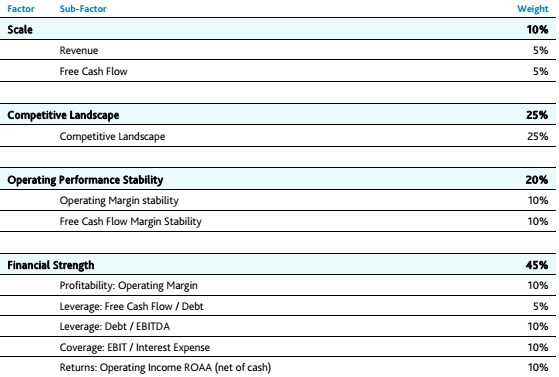 Factor Sub-Factor Weight
Scale 10%
Revenue 5%
Free Cash Flow 5%
Competitive Landscape 25%
Competitive Landscape 25%
Operating Performance Stability 20%
Operating Margin stability 10%
Free Cash Flow Margin Stability 10%
Financial Strength 45%
Profitability: Operating Margin 10%
Leverage: Free Cash Flow / Debt 5%
Leverage: Debt / EBITDA 10%
Coverage: EBIT / Interest Expense 10%
Returns: Operating Income ROAA (net of cash) 10%